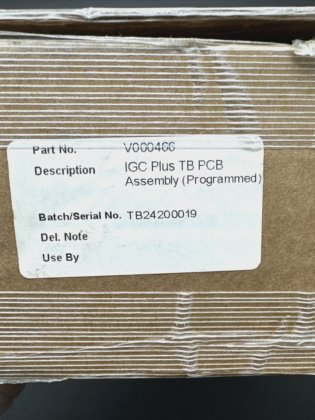 Part No. V000466
Description IGC Plus TB PCB
Assembly (Programmed)
Batch/Serial No. TB24200019
Del. Note
Use By